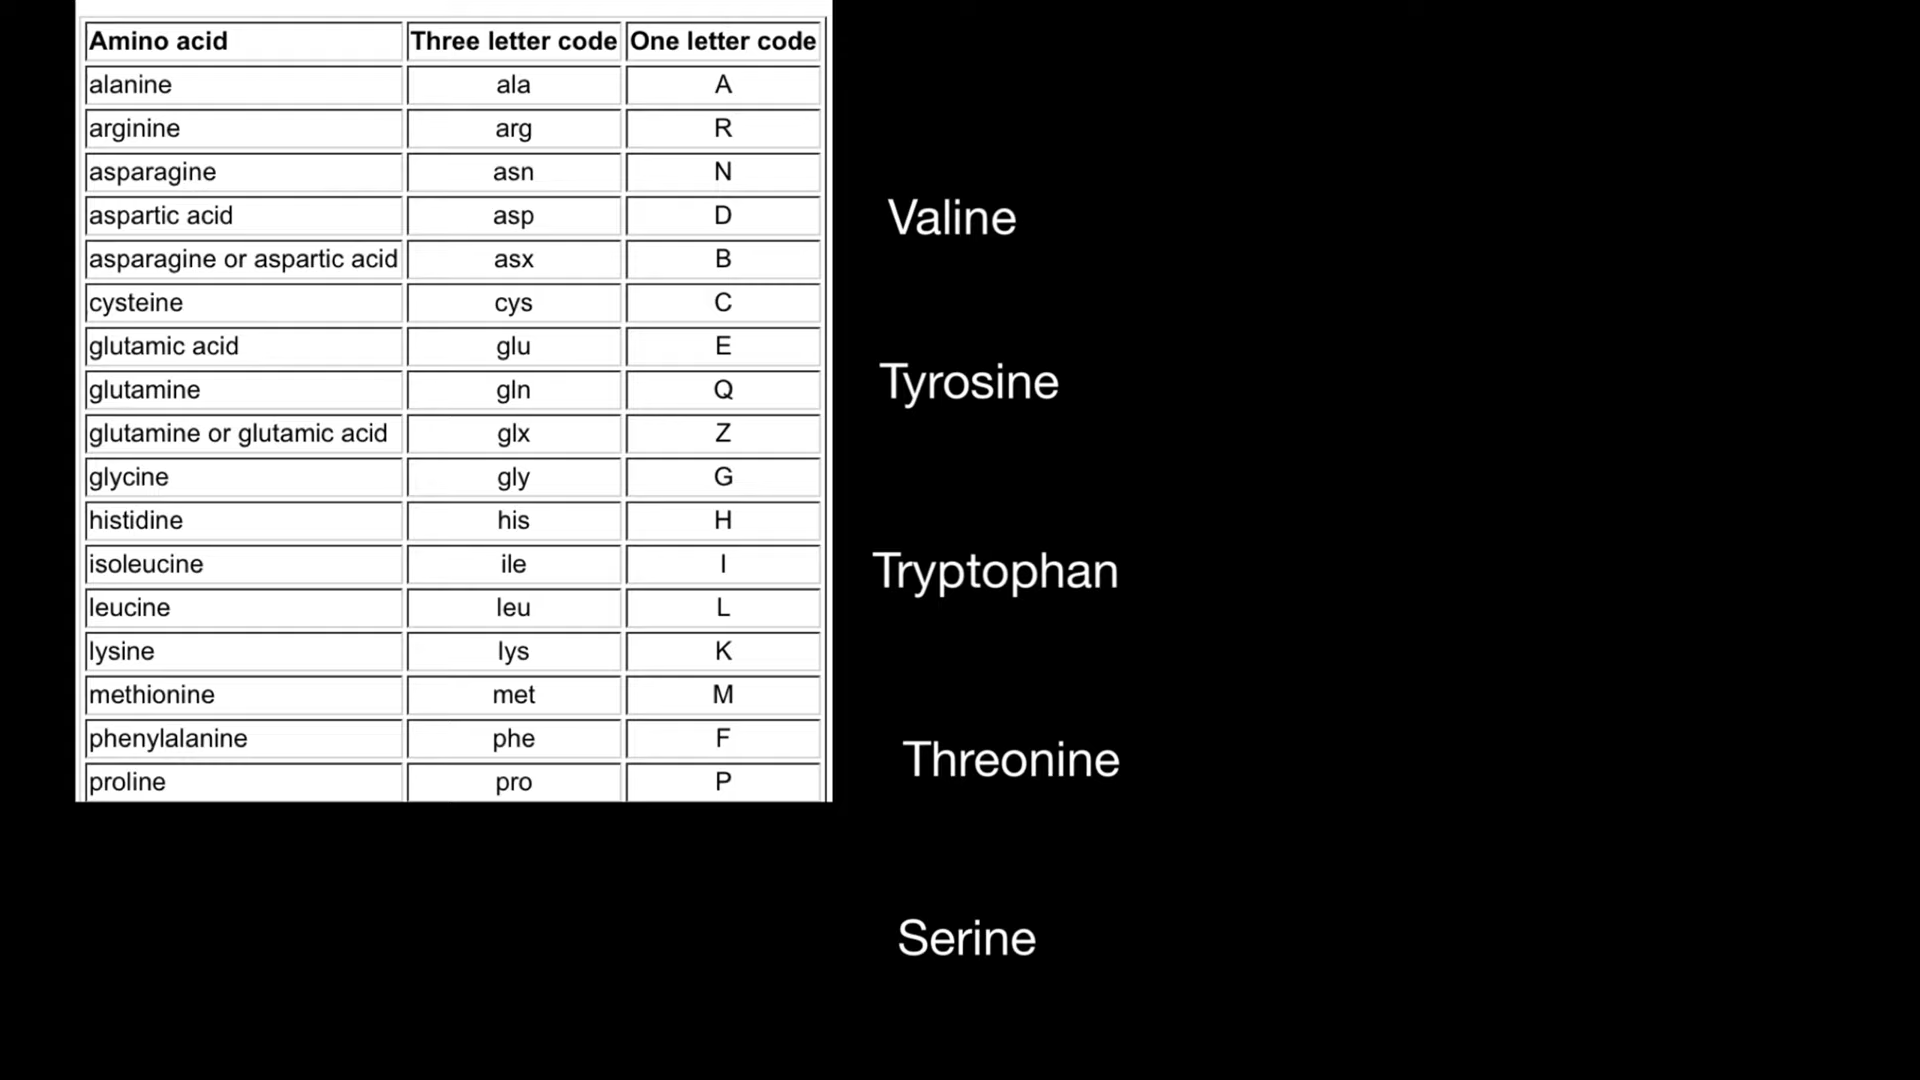 Amino acid Three letter code One letter code
alanine ala A
arginine arg R
asparagine asn N
aspartic acid asp D
asparagine or aspartic acid asx B
cysteine cys C
glutamic acid glu E
glutamine gln Q
glutamine or glutamic acid glx Z
glycine gly G
histidine his H
isoleucine ile I
leucine leu L
lysine lys K
methionine met M
phenylalanine phe F
proline pro P
Valine
Tyrosine
Tryptophan
Threonine
Serine